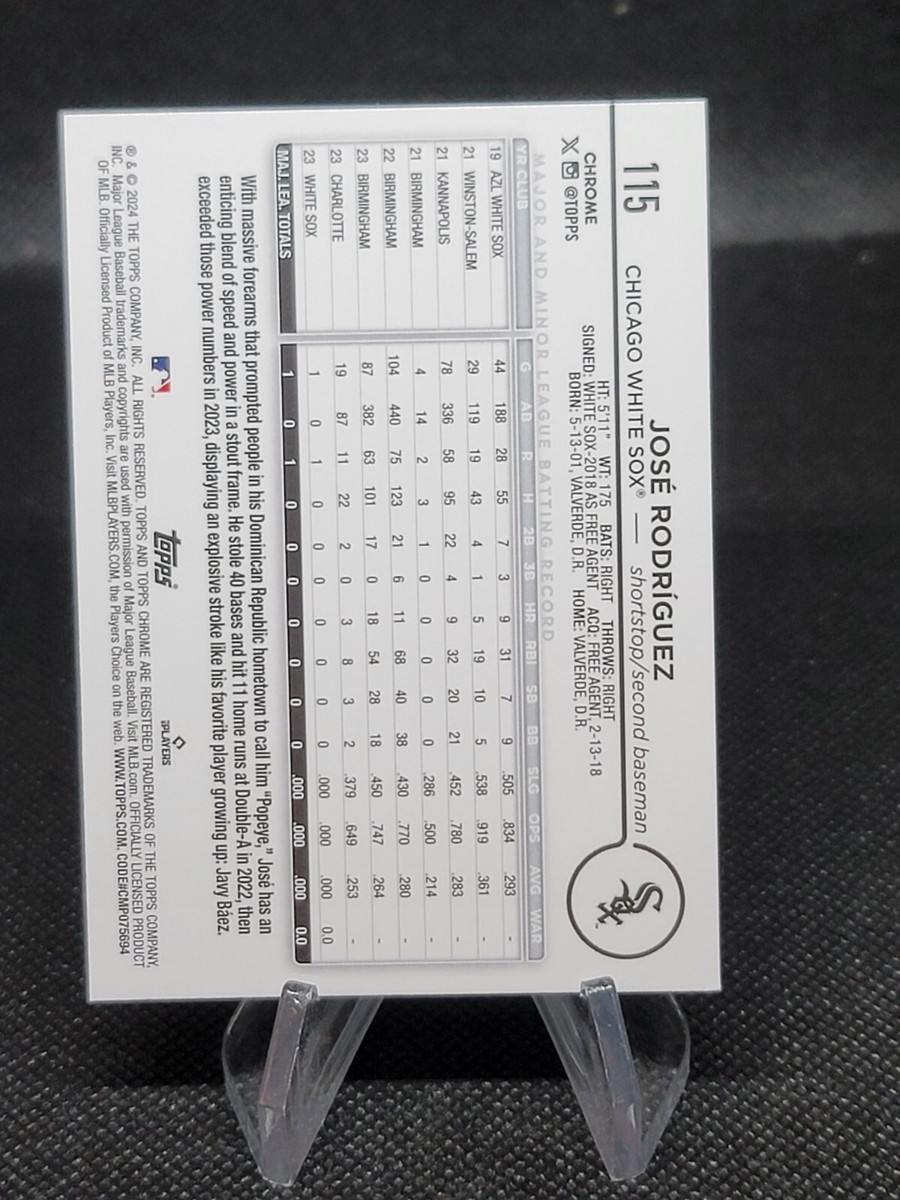 115
JOSÉ RODRÍGUEZ
CHICAGO WHITE SOX® — shortstop/second baseman
SOX™
CHROME
X @TOPPS
HT: 5'11" WT: 175 BATS: RIGHT THROWS: RIGHT
SIGNED: WHITE SOX-2018 AS FREE AGENT ACQ: FREE AGENT, 2-13-18
BORN: 5-13-01, VALVERDE, D.R. HOME: VALVERDE, D.R.
MAJOR AND MINOR LEAGUE BATTING RECORD
YR CLUB G AB R H 2B 3B HR RBI SB BB SLG OPS AVG WAR
19 AZL WHITE SOX 44 188 28 55 7 3 9 31 7 9 .505 .834 .293 -
21 WINSTON-SALEM 29 119 19 43 4 1 5 19 10 5 .538 .919 .361 -
21 KANNAPOLIS 78 336 58 95 22 4 9 32 20 21 .452 .780 .283 -
21 BIRMINGHAM 4 14 2 3 1 0 0 0 0 0 .286 .500 .214 -
22 BIRMINGHAM 104 440 75 123 21 6 11 68 40 38 .430 .770 .280 -
23 BIRMINGHAM 87 382 63 101 17 0 18 54 28 18 .450 .747 .264 -
23 CHARLOTTE 19 87 11 22 2 0 3 8 3 2 .379 .649 .253 -
23 WHITE SOX 1 0 1 0 0 0 0 0 0 0 .000 .000 .000 0.0
MAJ. LEA. TOTALS 1 0 1 0 0 0 0 0 0 0 .000 .000 .000 0.0
With massive forearms that prompted people in his Dominican Republic hometown to call him "Popeye," José has an
enticing blend of speed and power in a stout frame. He stole 40 bases and hit 11 home runs at Double-A in 2022, then
exceeded those power numbers in 2023, displaying an explosive stroke like his favorite player growing up: Javy Báez.
topps®
PLAYERS
® & © 2024 THE TOPPS COMPANY, INC. ALL RIGHTS RESERVED. TOPPS AND TOPPS CHROME ARE REGISTERED TRADEMARKS OF THE TOPPS COMPANY,
INC. Major League Baseball trademarks and copyrights are used with permission of Major League Baseball. Visit MLB.com. OFFICIALLY LICENSED PRODUCT
OF MLB. Officially Licensed Product of MLB Players, Inc. Visit MLBPLAYERS.COM, the Players Choice on the web. WWW.TOPPS.COM. CODE#CMP075694